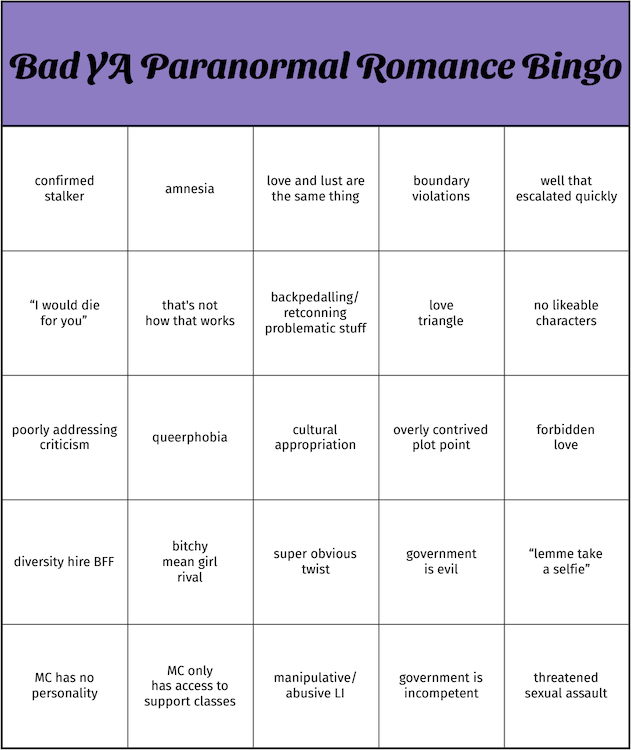 Bad YA Paranormal Romance Bingo
confirmed
stalker
amnesia
love and lust are
the same thing
boundary
violations
well that
escalated quickly
“I would die
for you”
that's not
how that works
backpedalling/
retconning
problematic stuff
love
triangle
no likeable
characters
poorly addressing
criticism
queerphobia
cultural
appropriation
overly contrived
plot point
forbidden
love
diversity hire BFF
bitchy
mean girl
rival
super obvious
twist
government
is evil
“lemme take
a selfie”
MC has no
personality
MC only
has access to
support classes
manipulative/
abusive LI
government is
incompetent
threatened
sexual assault